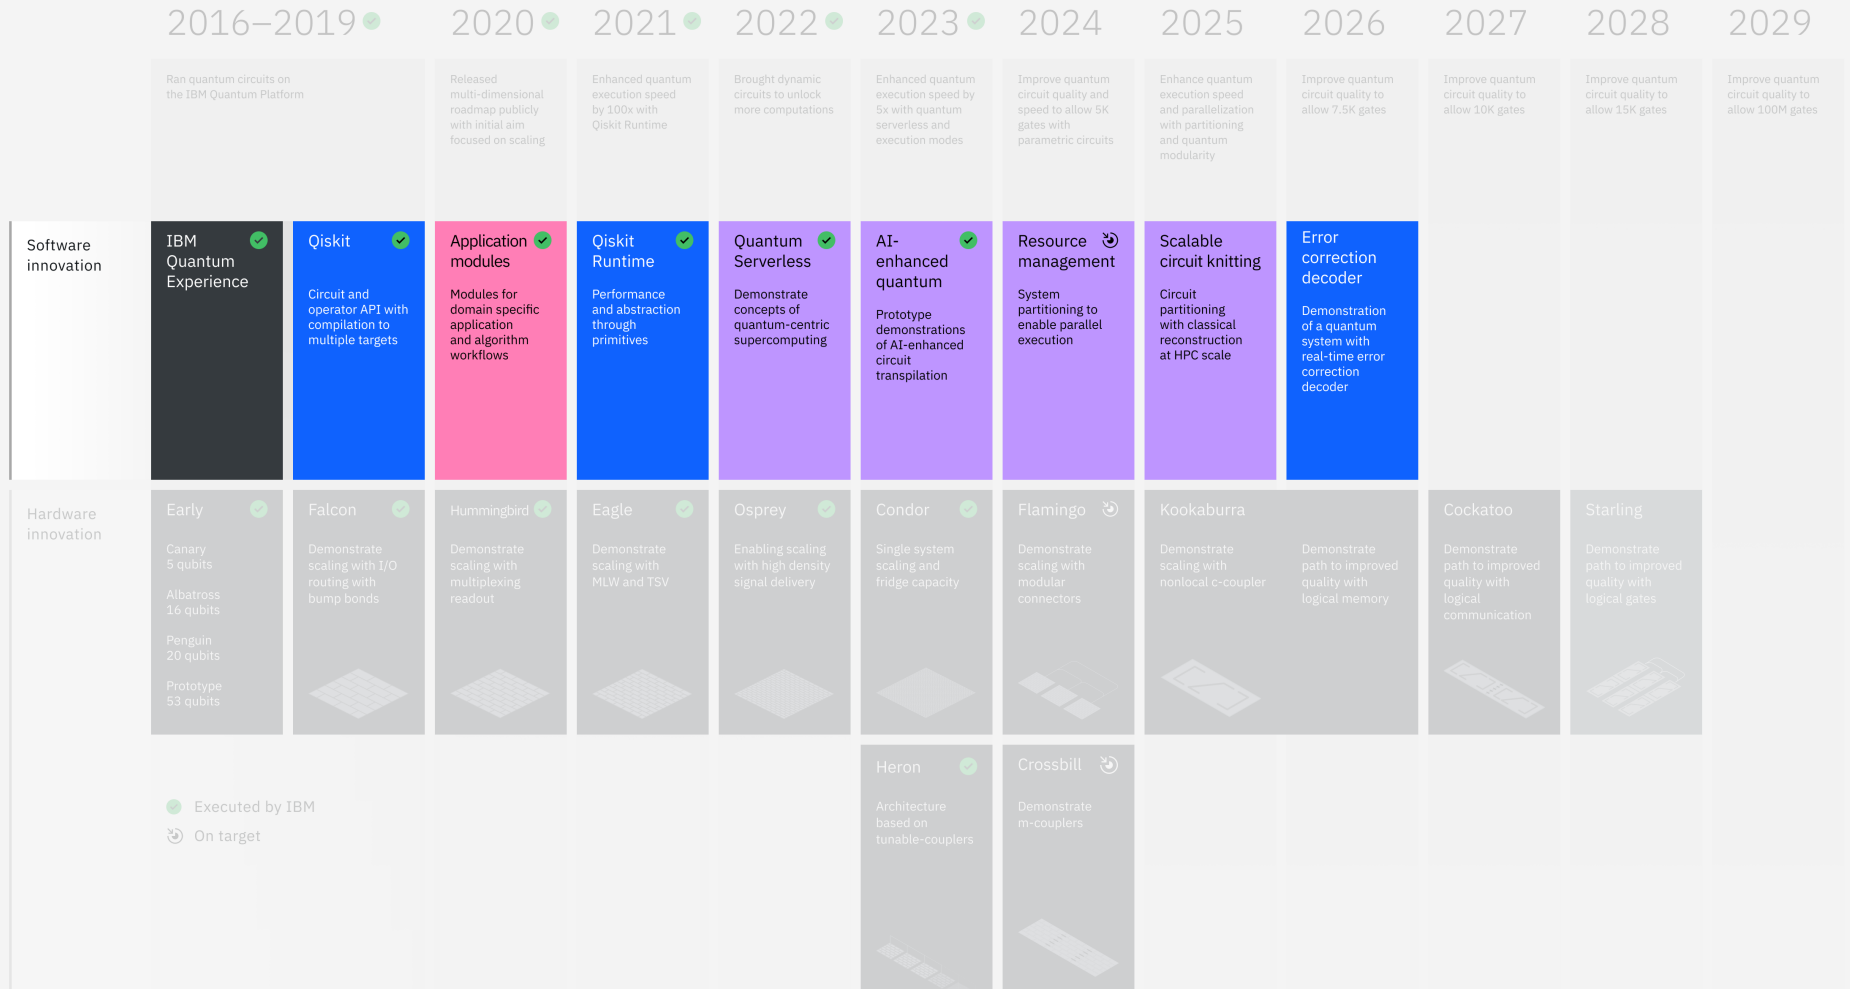 2016–2019
2020
2021
2022
2023
2024
2025
2026
2027
2028
2029
Ran quantum circuits on
the IBM Quantum Platform
Released
multi-dimensional
roadmap publicly
with initial aim
focused on scaling
Enhanced quantum
execution speed
by 100x with
Qiskit Runtime
Brought dynamic
circuits to unlock
more computations
Enhanced quantum
execution speed by
5x with quantum
serverless and
execution modes
Improve quantum
circuit quality and
speed to allow 5K
gates with
parametric circuits
Enhance quantum
execution speed
and parallelization
with partitioning
and quantum
modularity
Improve quantum
circuit quality to
allow 7.5K gates
Improve quantum
circuit quality to
allow 10K gates
Improve quantum
circuit quality to
allow 15K gates
Improve quantum
circuit quality to
allow 100M gates
Software
innovation
IBM
Quantum
Experience
Qiskit
Circuit and
operator API with
compilation to
multiple targets
Application
modules
Modules for
domain specific
application
and algorithm
workflows
Qiskit
Runtime
Performance
and abstraction
through
primitives
Quantum
Serverless
Demonstrate
concepts of
quantum-centric
supercomputing
AI-
enhanced
quantum
Prototype
demonstrations
of AI-enhanced
circuit
transpilation
Resource
management
System
partitioning to
enable parallel
execution
Scalable
circuit knitting
Circuit
partitioning
with classical
reconstruction
at HPC scale
Error
correction
decoder
Demonstration
of a quantum
system with
real-time error
correction
decoder
Hardware
innovation
Early
Canary
5 qubits
Albatross
16 qubits
Penguin
20 qubits
Prototype
53 qubits
Falcon
Demonstrate
scaling with I/O
routing with
bump bonds
Hummingbird
Demonstrate
scaling with
multiplexing
readout
Eagle
Demonstrate
scaling with
MLW and TSV
Osprey
Enabling scaling
with high density
signal delivery
Condor
Single system
scaling and
fridge capacity
Flamingo
Demonstrate
scaling with
modular
connectors
Kookaburra
Demonstrate
scaling with
nonlocal c-coupler
Demonstrate
path to improved
quality with
logical memory
Cockatoo
Demonstrate
path to improved
quality with
logical
communication
Starling
Demonstrate
path to improved
quality with
logical gates
Heron
Architecture
based on
tunable-couplers
Crossbill
Demonstrate
m-couplers
Executed by IBM
On target